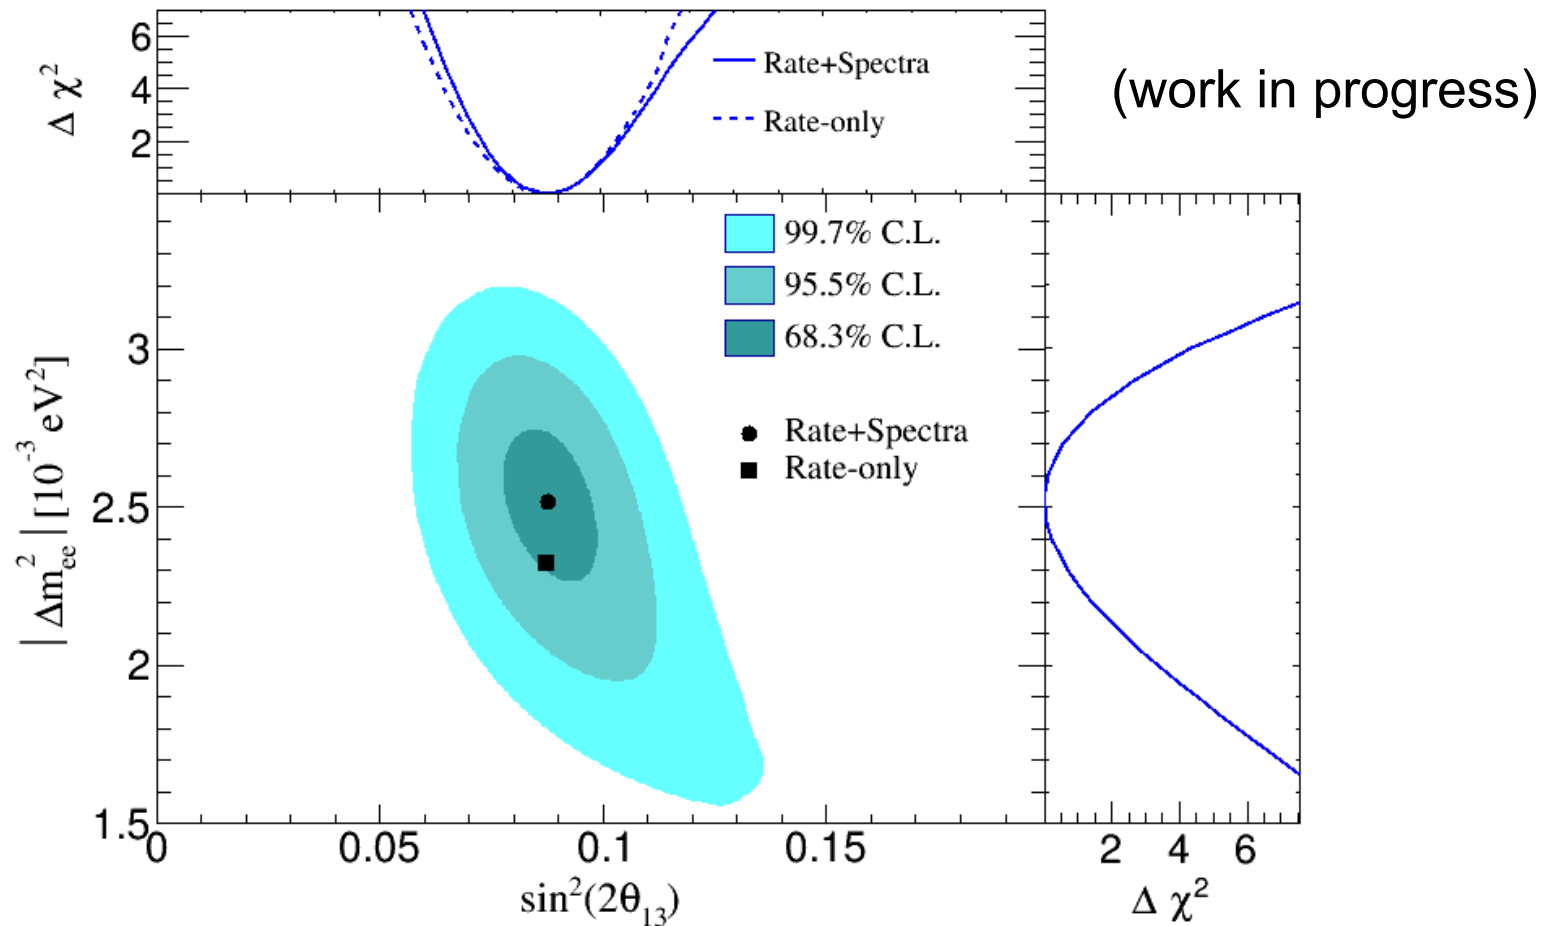 6
4
2
Δ χ²
Rate+Spectra
Rate-only
(work in progress)
99.7% C.L.
95.5% C.L.
68.3% C.L.
Rate+Spectra
Rate-only
3
2.5
2
1.5
|Δm²ₑₑ| [10⁻³ eV²]
0 0.05 0.1 0.15
sin²(2θ₁₃)
2 4 6
Δ χ²